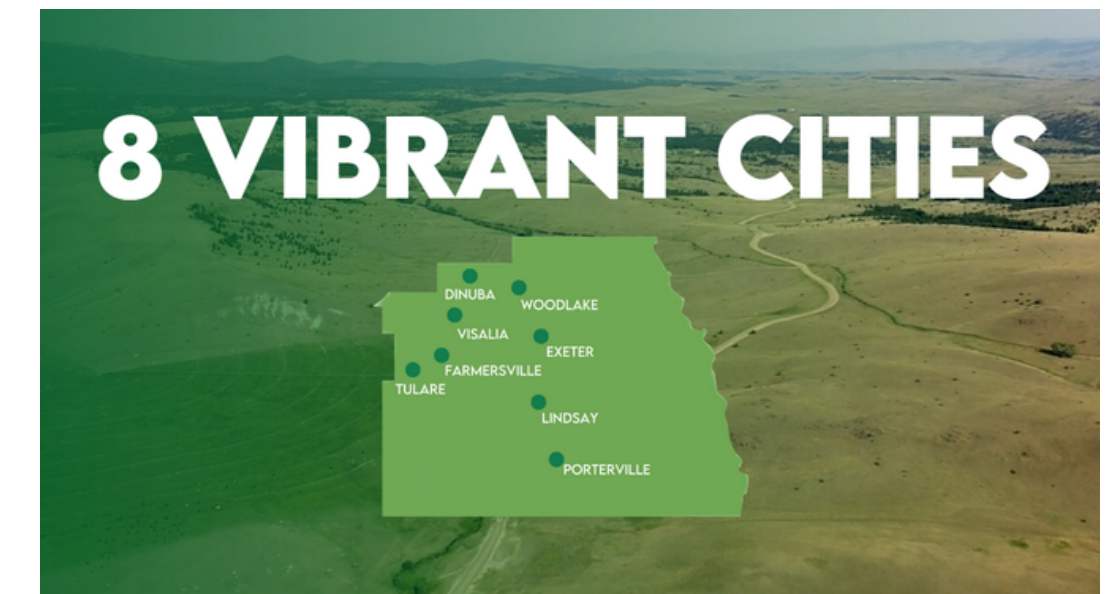 8 VIBRANT CITIES
DINUBA
WOODLAKE
VISALIA
EXETER
FARMERSVILLE
TULARE
LINDSAY
PORTERVILLE